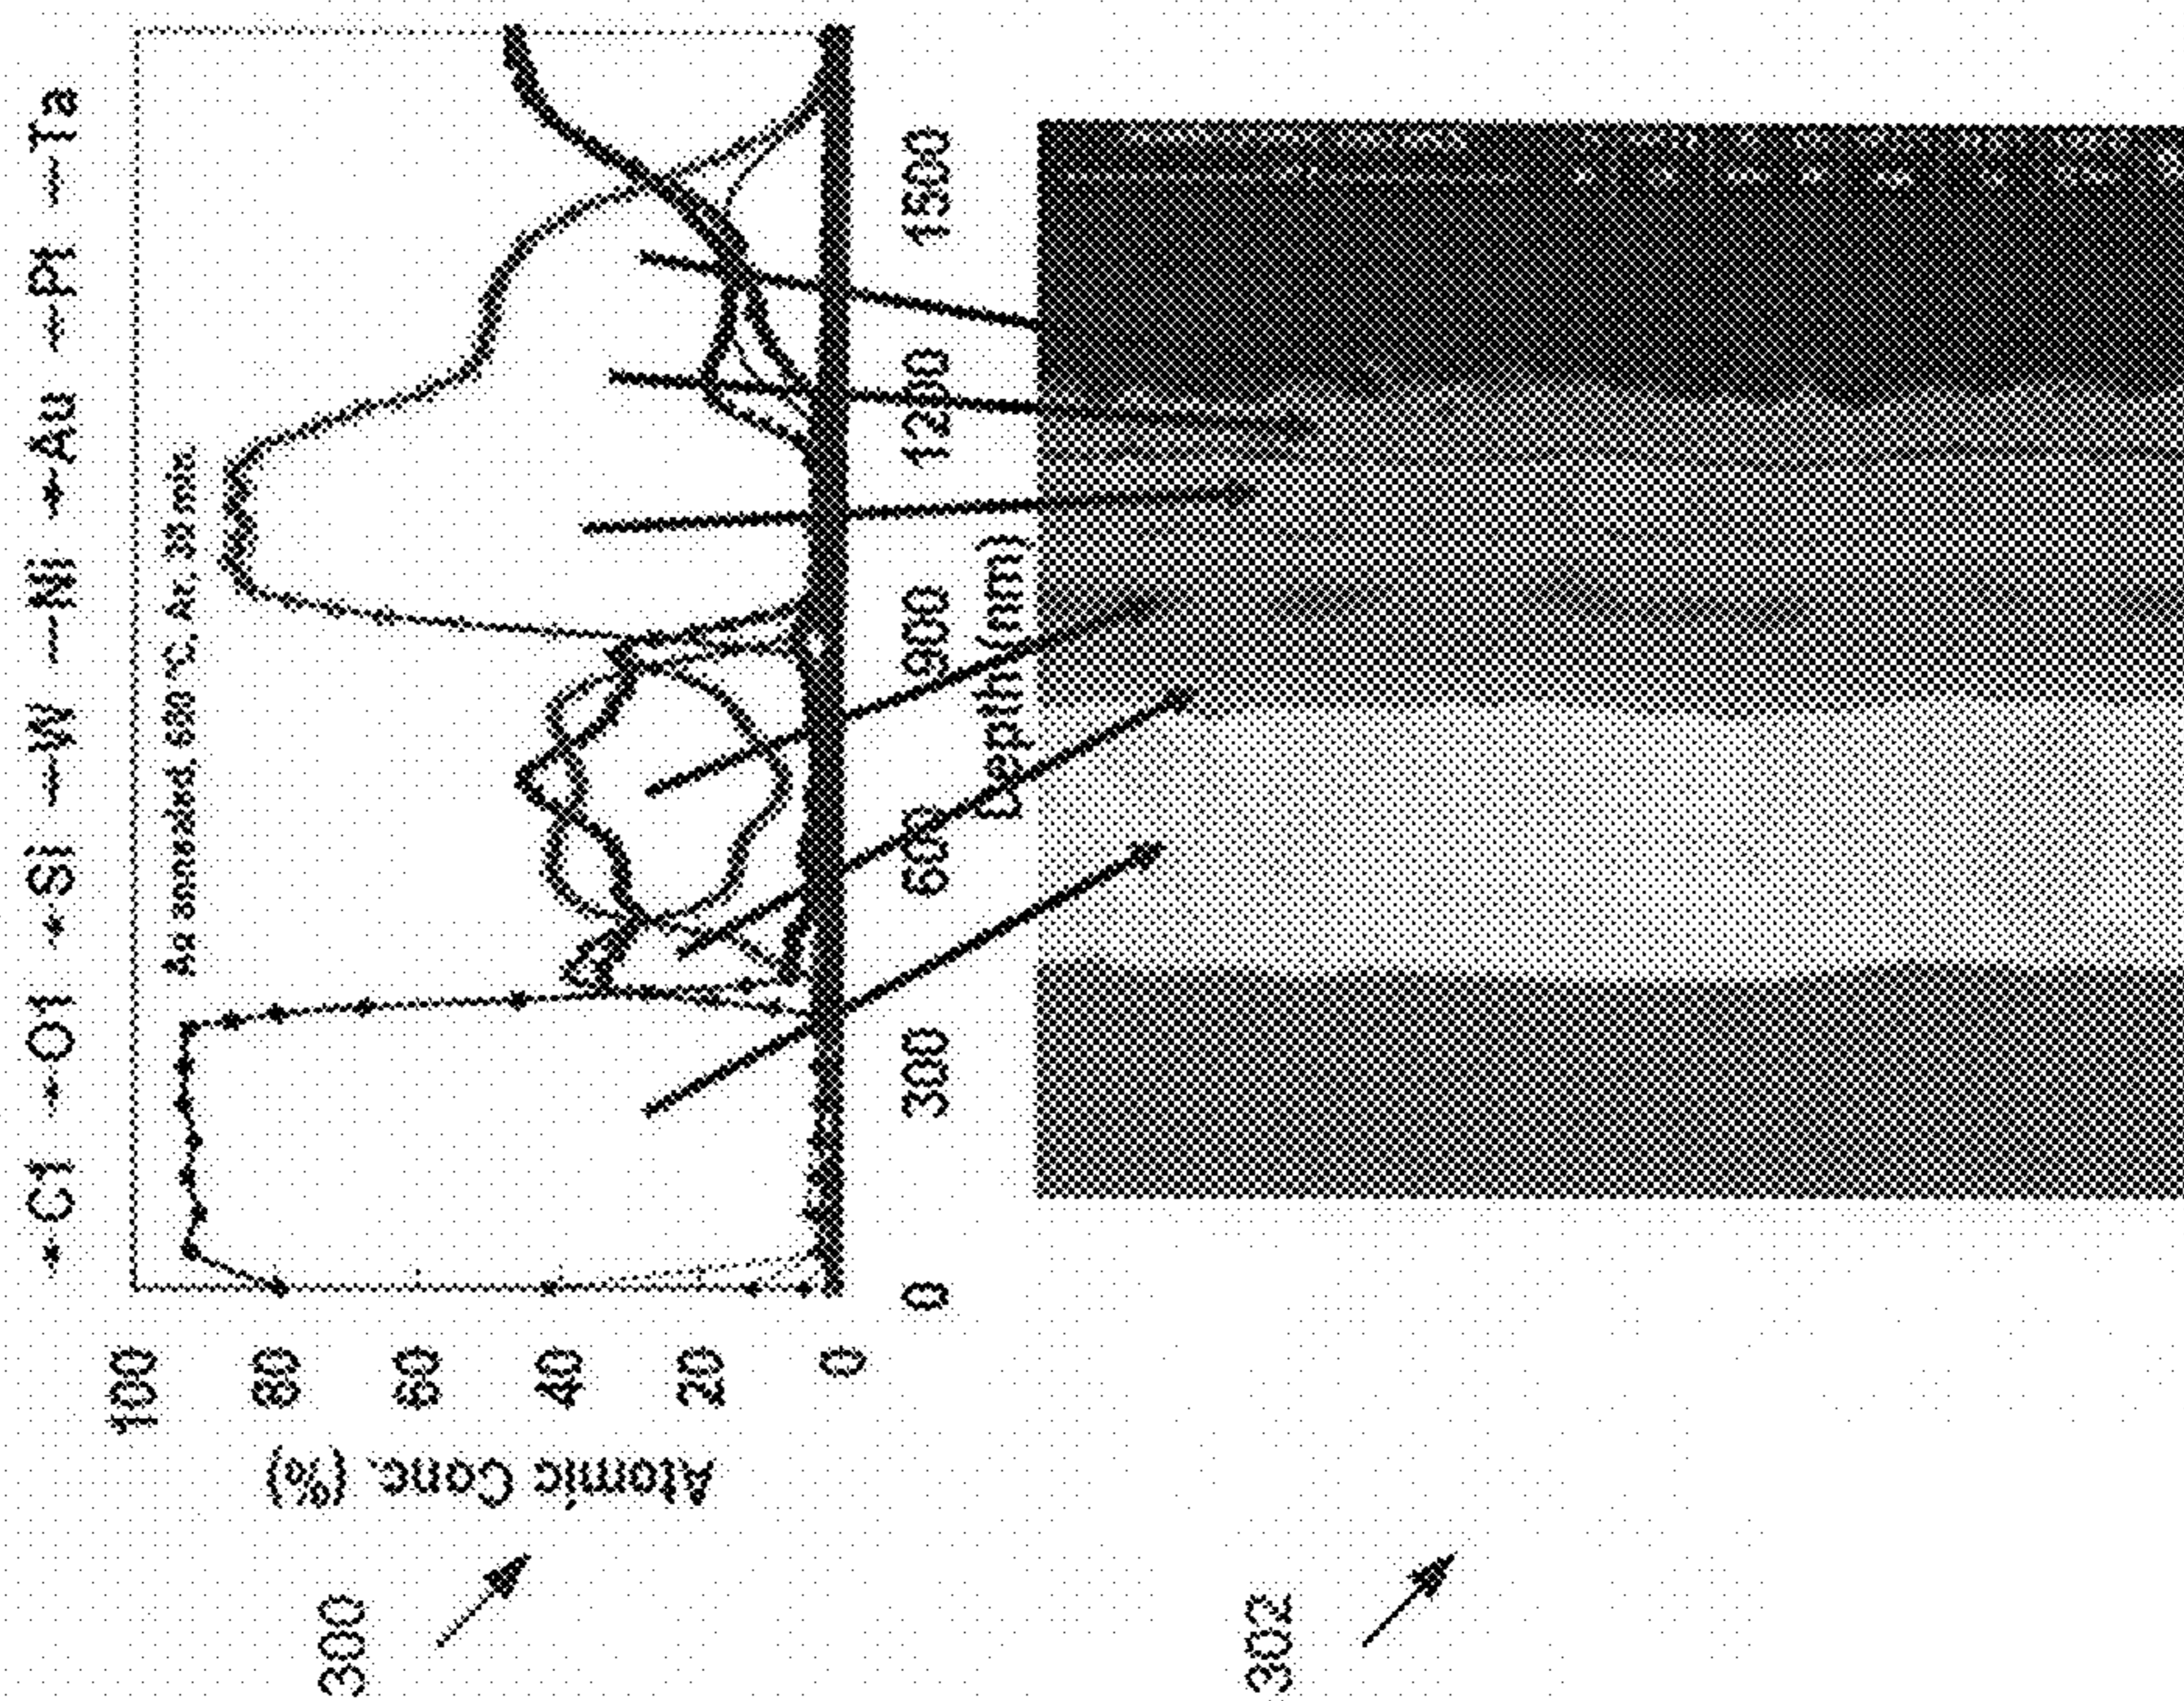 C1 O1 Si W Ni Au Pt Ta
As annealed, 600 °C, Ar, 30 min.
Atomic Conc. (%)
100
80
60
40
20
0
0 300 600 900 1200 1500
Depth (nm)
300
302